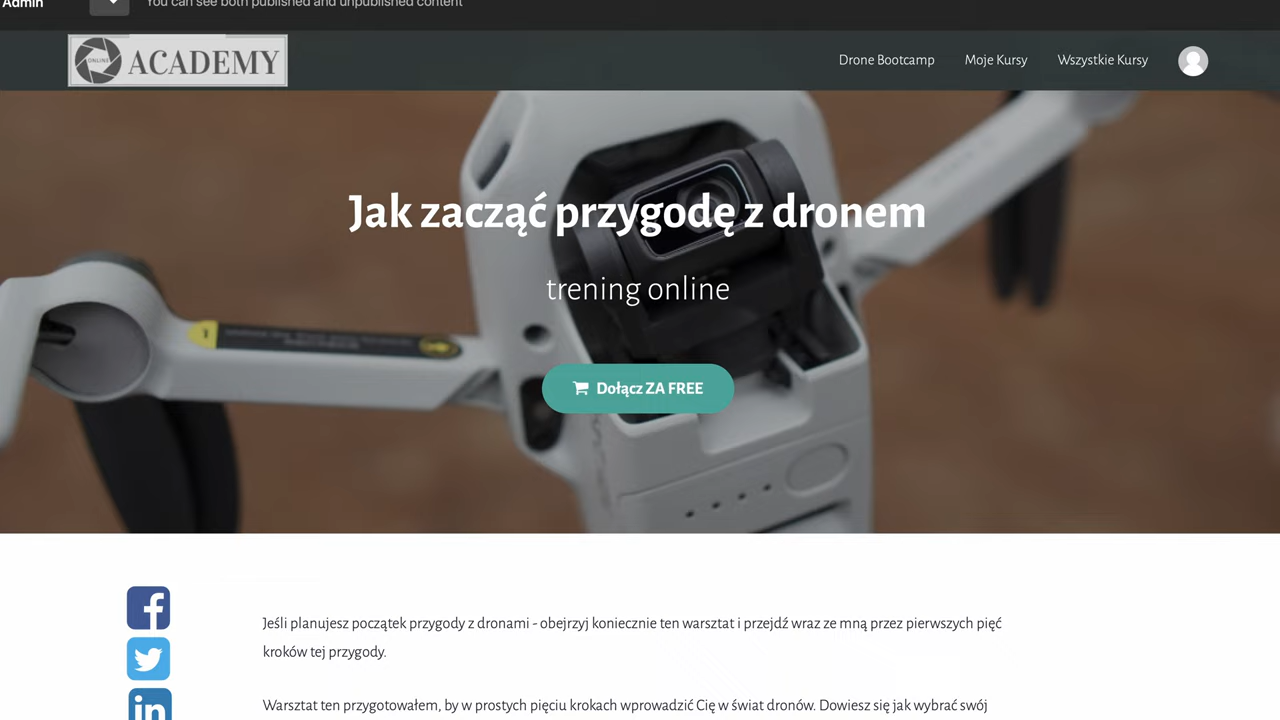 Admin
You can see both published and unpublished content
ONLINE
ACADEMY
Drone Bootcamp
Moje Kursy
Wszystkie Kursy
Jak zacząć przygodę z dronem
trening online
Dołącz ZA FREE
Jeśli planujesz początek przygody z dronami - obejrzyj koniecznie ten warsztat i przejdź wraz ze mną przez pierwszych pięć
kroków tej przygody.
Warsztat ten przygotowałem, by w prostych pięciu krokach wprowadzić Cię w świat dronów. Dowiesz się jak wybrać swój